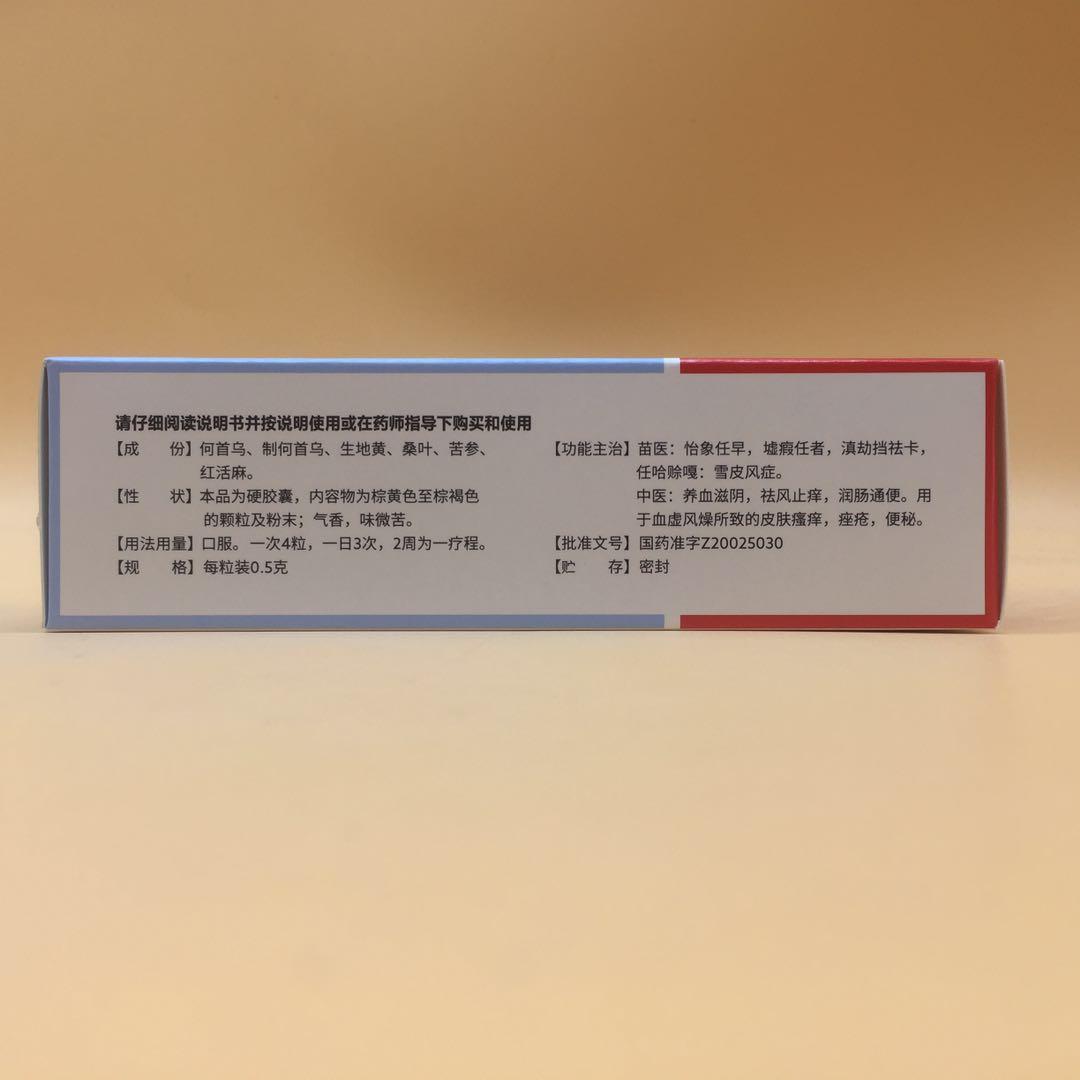 请仔细阅读说明书并按说明使用或在药师指导下购买和使用
【成 份】何首乌、制何首乌、生地黄、桑叶、苦参、
红活麻。
【性 状】本品为硬胶囊，内容物为棕黄色至棕褐色
的颗粒及粉末；气香，味微苦。
【用法用量】口服。一次4粒，一日3次，2周为一疗程。
【规 格】每粒装0.5克
【功能主治】苗医：怡象任早，墟瘕任者，滇劫挡祛卡，
任哈赊嘎：雪皮风症。
中医：养血滋阴，祛风止痒，润肠通便。用
于血虚风燥所致的皮肤瘙痒，痤疮，便秘。
【批准文号】国药准字Z20025030
【贮 存】密封